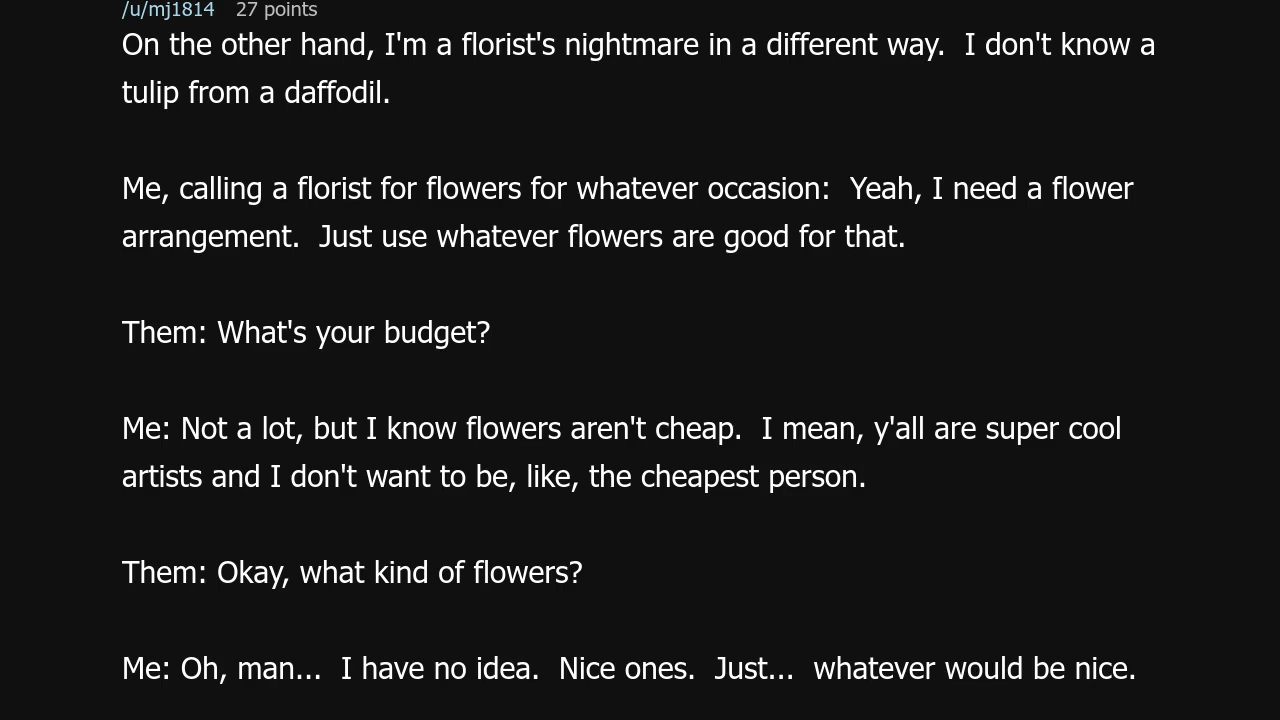 /u/mj1814 27 points
On the other hand, I'm a florist's nightmare in a different way.  I don't know a
tulip from a daffodil.
Me, calling a florist for flowers for whatever occasion:  Yeah, I need a flower
arrangement.  Just use whatever flowers are good for that.
Them: What's your budget?
Me: Not a lot, but I know flowers aren't cheap.  I mean, y'all are super cool
artists and I don't want to be, like, the cheapest person.
Them: Okay, what kind of flowers?
Me: Oh, man...  I have no idea.  Nice ones.  Just...  whatever would be nice.